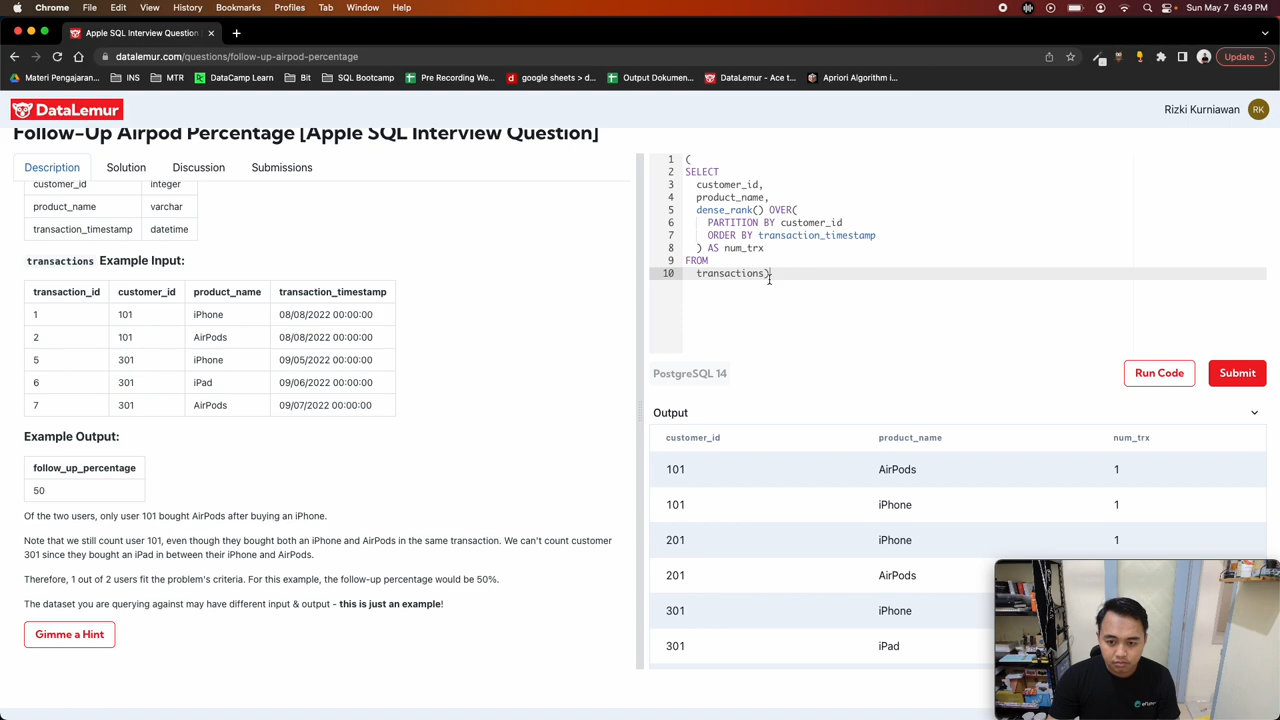 Chrome File Edit View History Bookmarks Profiles Tab Window Help Sun May 7 6:49 PM
Apple SQL Interview Question
datalemur.com/questions/follow-up-airpod-percentage Update
Materi Pengajaran... INS MTR DataCamp Learn Bit SQL Bootcamp Pre Recording We... google sheets > d... Output Dokumen... DataLemur - Ace t... Apriori Algorithm i...
DataLemur Rizki Kurniawan RK
Follow-Up Airpod Percentage [Apple SQL Interview Question]
Description Solution Discussion Submissions
customer_id integer
product_name varchar
transaction_timestamp datetime
transactions Example Input:
transaction_id customer_id product_name transaction_timestamp
1 101 iPhone 08/08/2022 00:00:00
2 101 AirPods 08/08/2022 00:00:00
5 301 iPhone 09/05/2022 00:00:00
6 301 iPad 09/06/2022 00:00:00
7 301 AirPods 09/07/2022 00:00:00
Example Output:
follow_up_percentage
50
Of the two users, only user 101 bought AirPods after buying an iPhone.
Note that we still count user 101, even though they bought both an iPhone and AirPods in the same transaction. We can't count customer
301 since they bought an iPad in between their iPhone and AirPods.
Therefore, 1 out of 2 users fit the problem's criteria. For this example, the follow-up percentage would be 50%.
The dataset you are querying against may have different input & output - this is just an example!
Gimme a Hint
1 (
2 SELECT
3 customer_id,
4 product_name,
5 dense_rank() OVER(
6 PARTITION BY customer_id
7 ORDER BY transaction_timestamp
8 ) AS num_trx
9 FROM
10 transactions)
PostgreSQL 14 Run Code Submit
Output
customer_id product_name num_trx
101 AirPods 1
101 iPhone 1
201 iPhone 1
201 AirPods
301 iPhone
301 iPad